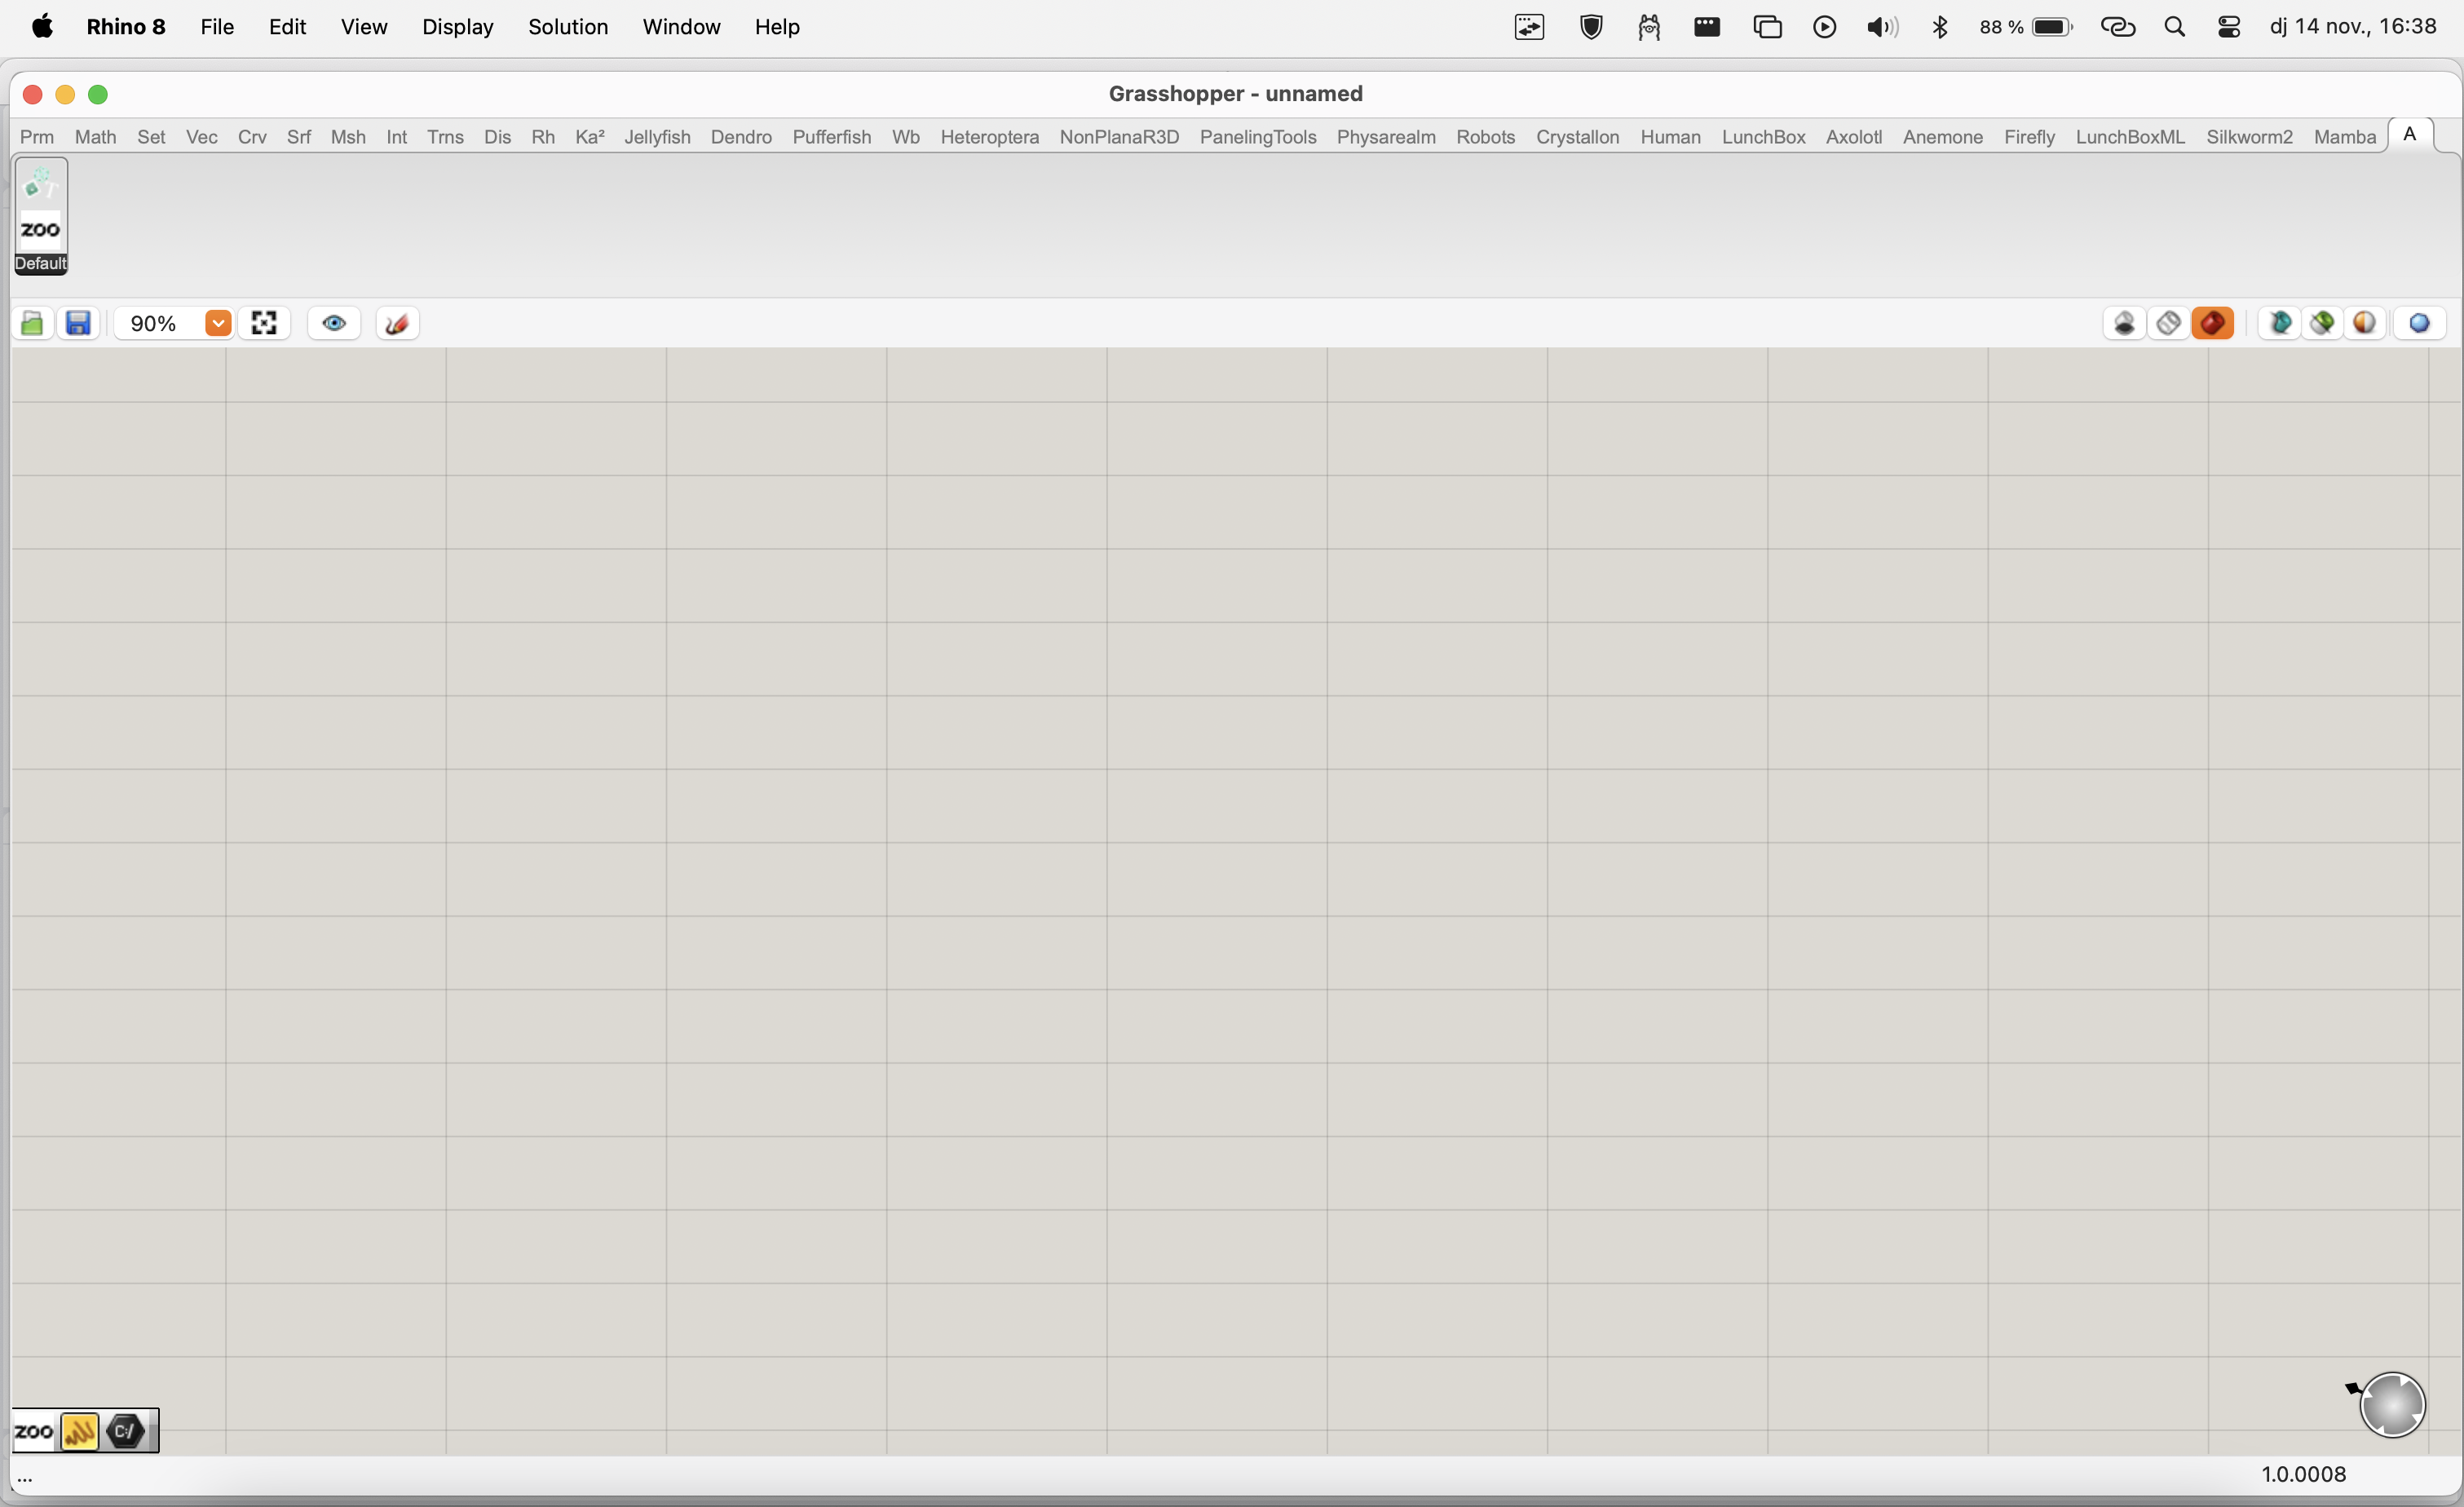 Rhino 8 File Edit View Display Solution Window Help 88 % dj 14 nov., 16:38
Grasshopper - unnamed
Prm Math Set Vec Crv Srf Msh Int Trns Dis Rh Ka² Jellyfish Dendro Pufferfish Wb Heteroptera NonPlanaR3D PanelingTools Physarealm Robots Crystallon Human LunchBox Axolotl Anemone Firefly LunchBoxML Silkworm2 Mamba A
T
ZOO
Default
90%
ZOO C:/
... 1.0.0008